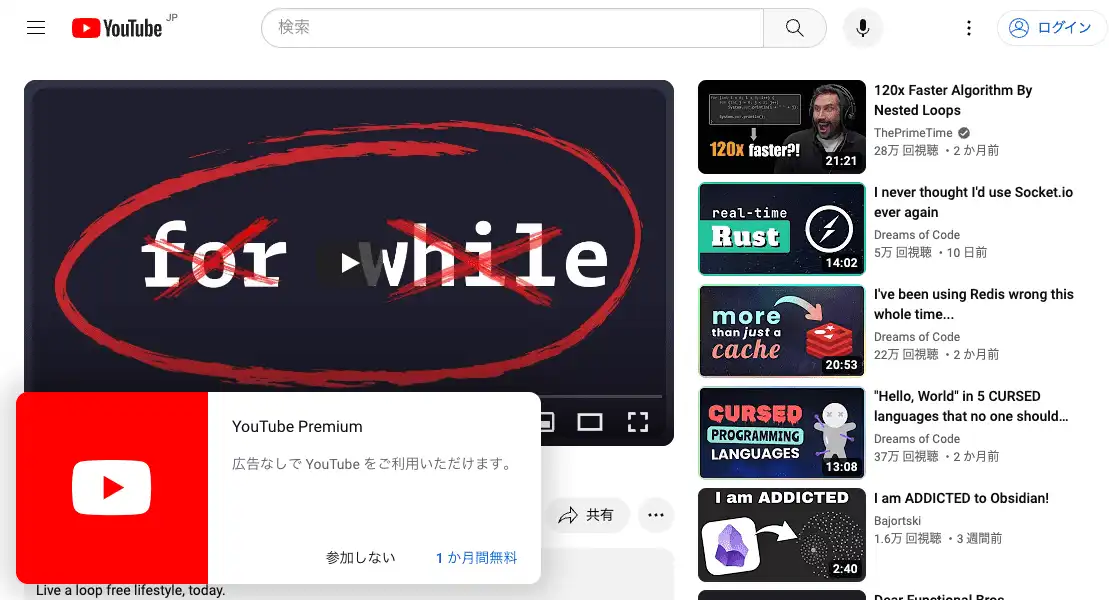 YouTube JP
検索
ログイン
for while
YouTube Premium
広告なしで YouTube をご利用いただけます。
参加しない
1 か月間無料
共有
Live a loop free lifestyle, today.
120x faster?!
21:21
120x Faster Algorithm By
Nested Loops
ThePrimeTime
28万 回視聴 ・2 か月前
real-time
Rust
14:02
I never thought I'd use Socket.io
ever again
Dreams of Code
5万 回視聴 ・10 日前
more
than just a
cache
20:53
I've been using Redis wrong this
whole time...
Dreams of Code
22万 回視聴 ・2 か月前
CURSED
PROGRAMMING
LANGUAGES
13:08
"Hello, World" in 5 CURSED
languages that no one should…
Dreams of Code
37万 回視聴 ・2 か月前
I am ADDICTED
2:40
I am ADDICTED to Obsidian!
Bajortski
1.6万 回視聴 ・3 週間前
Dear Functional Bros